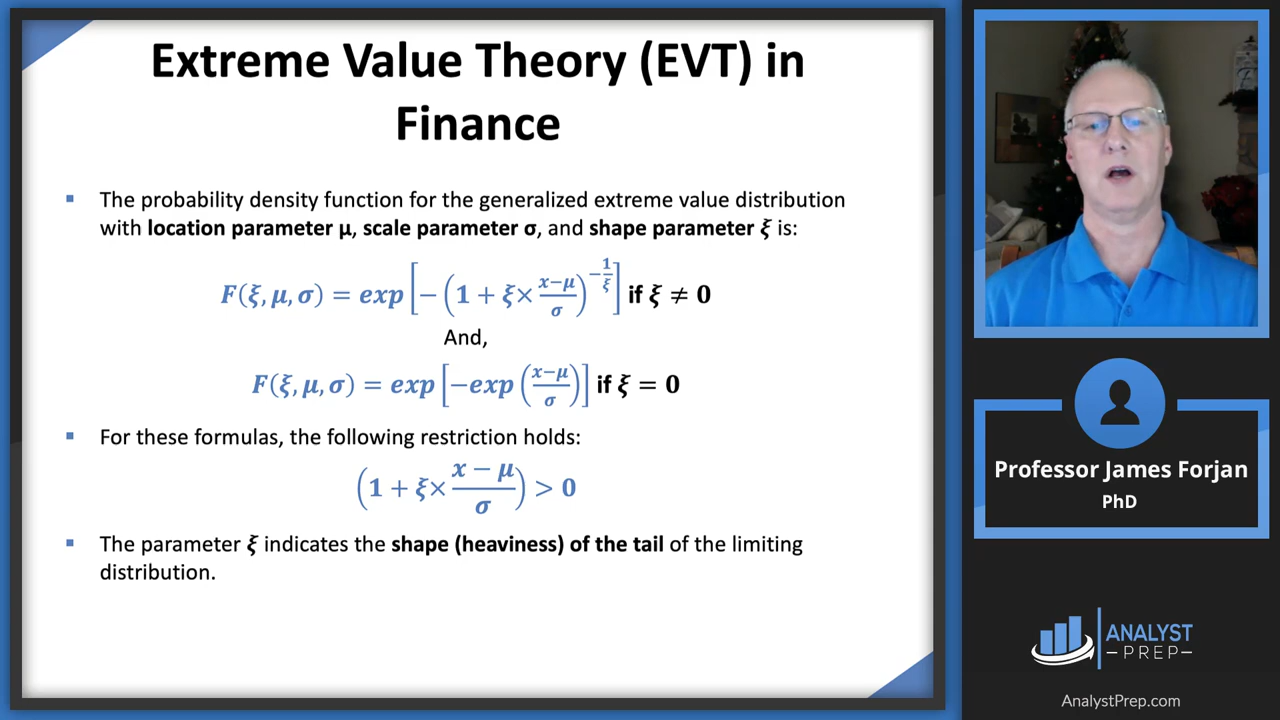 Extreme Value Theory (EVT) in
Finance
▪ The probability density function for the generalized extreme value distribution
with location parameter μ, scale parameter σ, and shape parameter ξ is:
F(ξ, μ, σ) = exp [− (1 + ξ× (x−μ)/σ)^(−1/ξ)] if ξ ≠ 0
And,
F(ξ, μ, σ) = exp [−exp ((x−μ)/σ)] if ξ = 0
▪ For these formulas, the following restriction holds:
(1 + ξ× (x − μ)/σ) > 0
▪ The parameter ξ indicates the shape (heaviness) of the tail of the limiting
distribution.
Professor James Forjan
PhD
ANALYST
PREP
AnalystPrep.com